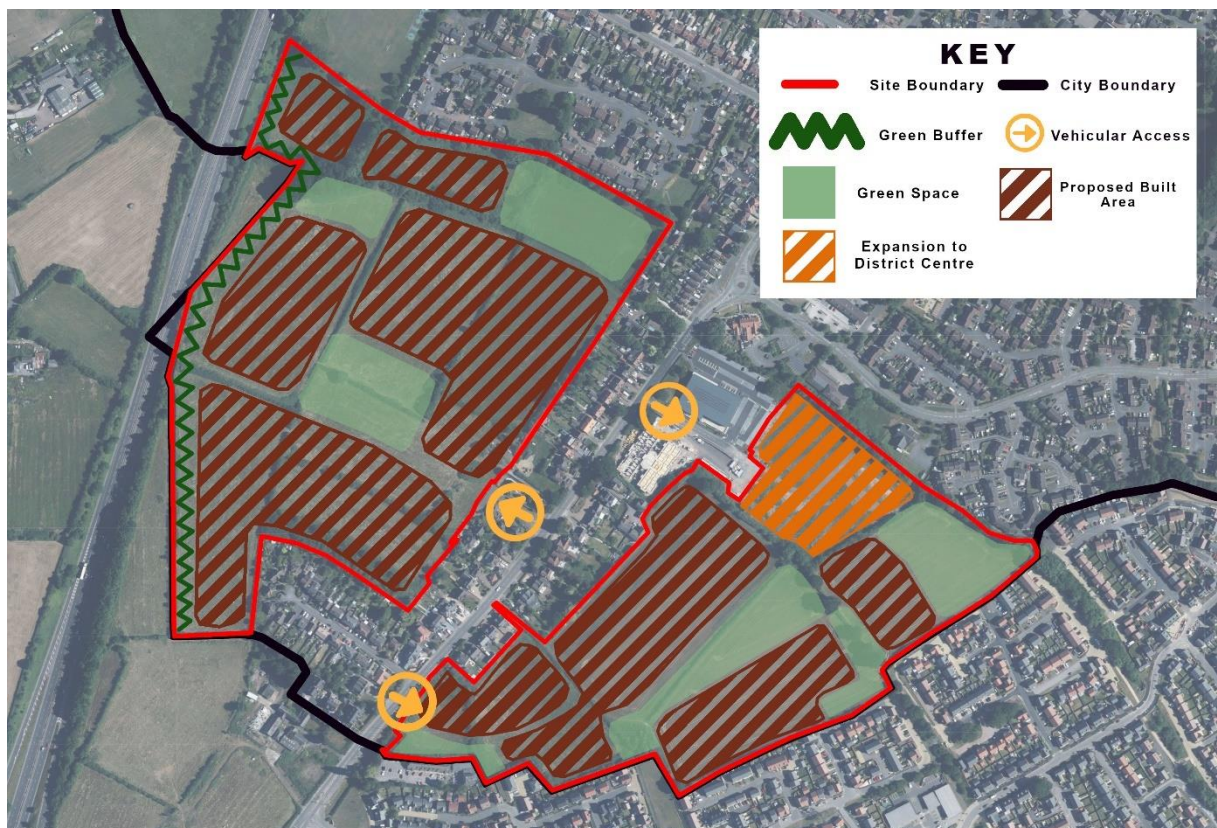 KEY
Site Boundary
City Boundary
Green Buffer
Vehicular Access
Green Space
Proposed Built
Area
Expansion to
District Centre